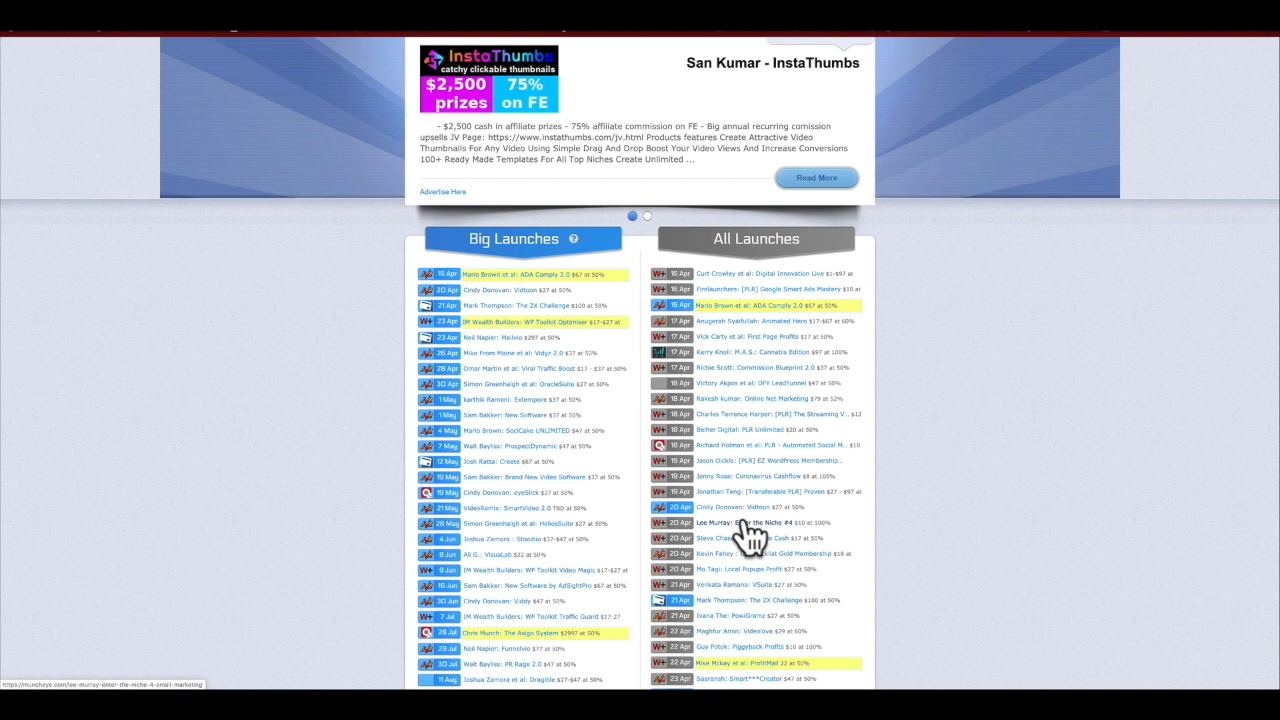 InstaThumbs
catchy clickable thumbnails
$2,500 prizes
75% on FE
San Kumar - InstaThumbs
- $2,500 cash in affiliate prizes - 75% affiliate commission on FE - Big annual recurring comission
upsells JV Page: https://www.instathumbs.com/jv.html Products features Create Attractive Video
Thumbnails For Any Video Using Simple Drag And Drop Boost Your Video Views And Increase Conversions
100+ Ready Made Templates For All Top Niches Create Unlimited ...
Read More
Advertise Here
Big Launches ?
16 Apr Mario Brown et al: ADA Comply 2.0 $67 at 50%
20 Apr Cindy Donovan: Vidtoon $27 at 50%
21 Apr Mark Thompson: The 2X Challenge $100 at 50%
W+ 23 Apr IM Wealth Builders: WP Toolkit Optimiser $17-$27 at
23 Apr Neil Napier: Mailvio $297 at 50%
26 Apr Mike From Maine et al: Vidyz 2.0 $37 at 50%
28 Apr Omar Martin et al: Viral Traffic Boost $17 - $37 at 50%
30 Apr Simon Greenhalgh et al: OracleSuite $27 at 50%
1 May karthik Ramani: Extempore $37 at 50%
1 May Sam Bakker: New Software $37 at 50%
4 May Mario Brown: SociCake UNLIMITED $47 at 50%
7 May Walt Bayliss: ProspectDynamic $47 at 50%
12 May Josh Ratta: Create $67 at 50%
19 May Sam Bakker: Brand New Video Software $37 at 50%
19 May Cindy Donovan: eyeSlick $27 at 50%
21 May VideoRemix: SmartVideo 2.0 TBD at 50%
28 May Simon Greenhalgh et al: HeliosSuite $27 at 50%
4 Jun Joshua Zamora : Stoodio $37-$47 at 50%
8 Jun Ali G.: VisuaLab $22 at 50%
W+ 9 Jun IM Wealth Builders: WP Toolkit Video Magic $17-$27 at
16 Jun Sam Bakker: New Software by AdSightPro $67 at 50%
30 Jun Cindy Donovan: Viddy $47 at 50%
W+ 7 Jul IM Wealth Builders: WP Toolkit Traffic Guard $17-$27
28 Jul Chris Munch: The Asigo System $2997 at 50%
29 Jul Neil Napier: Funnelvio $77 at 50%
30 Jul Walt Bayliss: PR Rage 2.0 $47 at 50%
11 Aug Joshua Zamora et al: Dragible $27-$47 at 50%
All Launches
W+ 16 Apr Curt Crowley et al: Digital Innovation Live $1-$97 at
W+ 16 Apr Firelaunchers: [PLR] Google Smart Ads Mastery $10 at
16 Apr Mario Brown et al: ADA Comply 2.0 $67 at 50%
17 Apr Anugerah Syaifullah: Animated Hero $17-$67 at 60%
W+ 17 Apr Vick Carty et al: First Page Profits $17 at 50%
17 Apr Kerry Knoll: M.A.S.: Cannabis Edition $97 at 100%
W+ 17 Apr Richie Scott: Commission Blueprint 2.0 $37 at 50%
18 Apr Victory Akpos et al: DFY LeadTunnel $47 at 50%
18 Apr Rakesh kumar: Online Net Marketing $79 at 52%
W+ 18 Apr Charles Terrence Harper: [PLR] The Streaming V... $12
W+ 18 Apr Belher Digital: PLR Unlimited $20 at 50%
18 Apr Richard Holman et al: PLR - Automated Social M... $10
W+ 19 Apr Jason Oickle: [PLR] EZ WordPress Membership...
W+ 19 Apr Jonny Rose: Coronavirus Cashflow $8 at 100%
W+ 19 Apr Jonathan Teng: [Transferable PLR] Proven $27 - $97 at
20 Apr Cindy Donovan: Vidtoon $27 at 50%
W+ 20 Apr Lee Murray: the Niche #4 $10 at 100%
W+ 20 Apr Steve Cash $17 at 50%
20 Apr Kevin Fahey : Gold Membership $18 at
W+ 20 Apr Mo Taqi: Local Popups Profit $27 at 50%
W+ 21 Apr Venkata Ramana: VSuite $27 at 50%
21 Apr Mark Thompson: The 2X Challenge $100 at 50%
21 Apr Ivana The: PowiGramz $27 at 50%
22 Apr Maghfur Amin: Videolova $29 at 60%
W+ 22 Apr Guy Potok: Piggyback Profits $10 at 100%
W+ 22 Apr Mike Mckay et al: ProfitMail 22 at 50%
23 Apr Saaransh: Smart***Creator $47 at 50%
https://muncheye.com/lee-murray-enter-the-niche-4-email-marketing